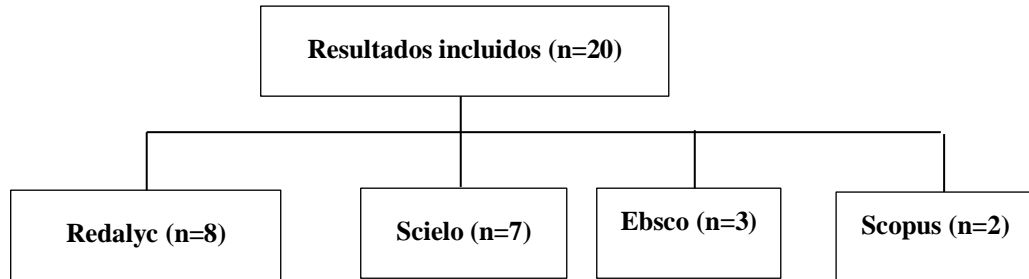 Resultados incluidos (n=20)
Redalyc (n=8)
Scielo (n=7)
Ebsco (n=3)
Scopus (n=2)